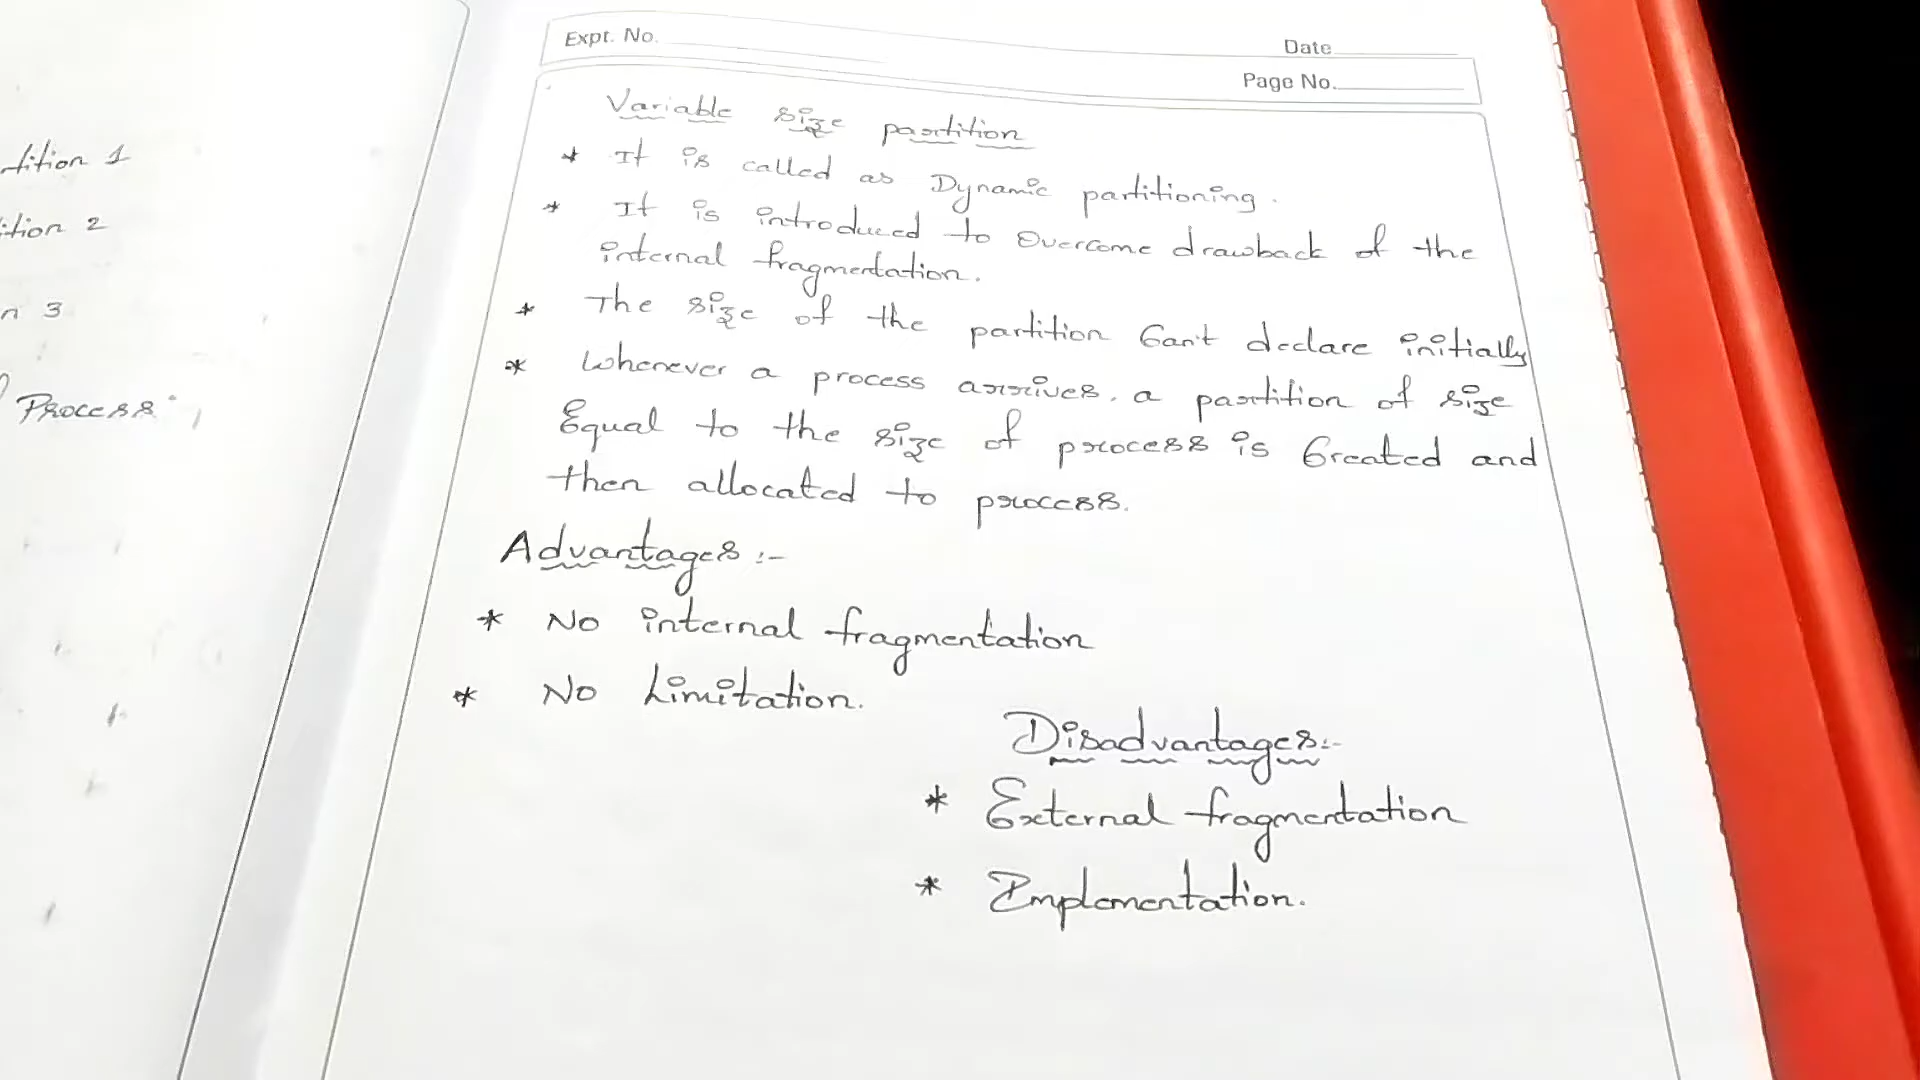 tition 1
ition 2
n 3
Process
Expt. No.
Date
Page No.
Variable size partition
* It is called as Dynamic partitioning.
* It is introduced to Overcome drawback of the
internal fragmentation.
* The size of the partition Can't declare initially
* Whenever a process arrives, a partition of size
Equal to the size of process is Created and
then allocated to process.
Advantages :-
* No internal fragmentation
* No Limitation.
Disadvantages:-
* External fragmentation
* Implementation.